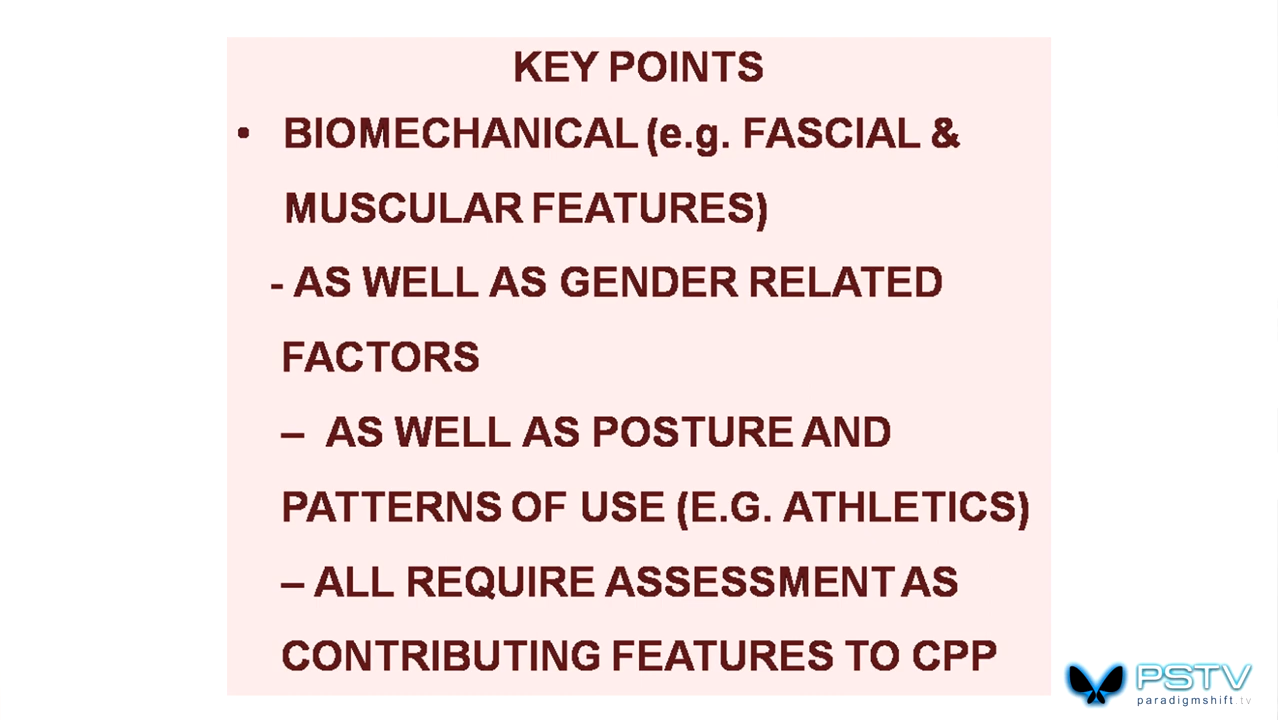 KEY POINTS
• BIOMECHANICAL (e.g. FASCIAL &
MUSCULAR FEATURES)
- AS WELL AS GENDER RELATED
FACTORS
– AS WELL AS POSTURE AND
PATTERNS OF USE (E.G. ATHLETICS)
– ALL REQUIRE ASSESSMENT AS
CONTRIBUTING FEATURES TO CPP
PSTV
paradigmshift.tv